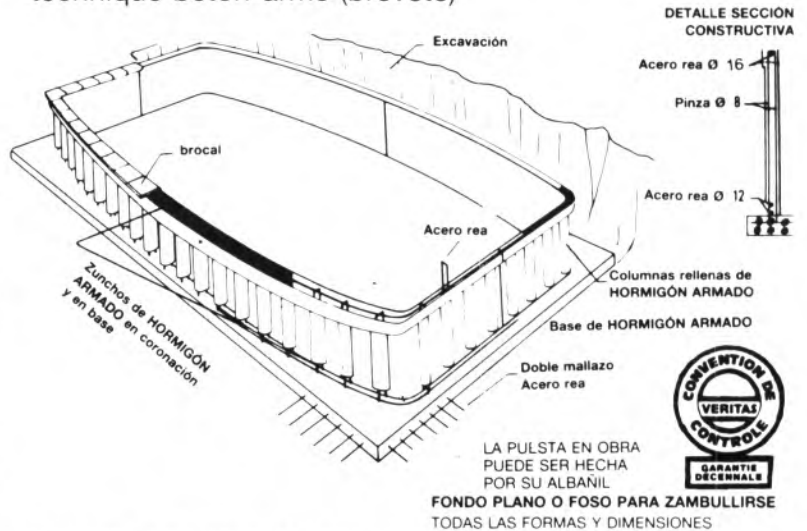 technique béton armé (breveté)
DETALLE SECCIÓN
CONSTRUCTIVA
Acero rea Ø 16
Pinza Ø 8
Acero rea Ø 12
Excavación
brocal
Acero rea
Zunchos de HORMIGÓN
ARMADO en coronación
y en base
Columnas rellenas de
HORMIGÓN ARMADO
Base de HORMIGÓN ARMADO
Doble mallazo
Acero rea
CONVENTION DE
VERITAS
CONTROLE
GARANTIE
DÉCENNALE
LA PULSTA EN OBRA
PUEDE SER HECHA
POR SU ALBAÑIL
FONDO PLANO O FOSO PARA ZAMBULLIRSE
TODAS LAS FORMAS Y DIMENSIONES